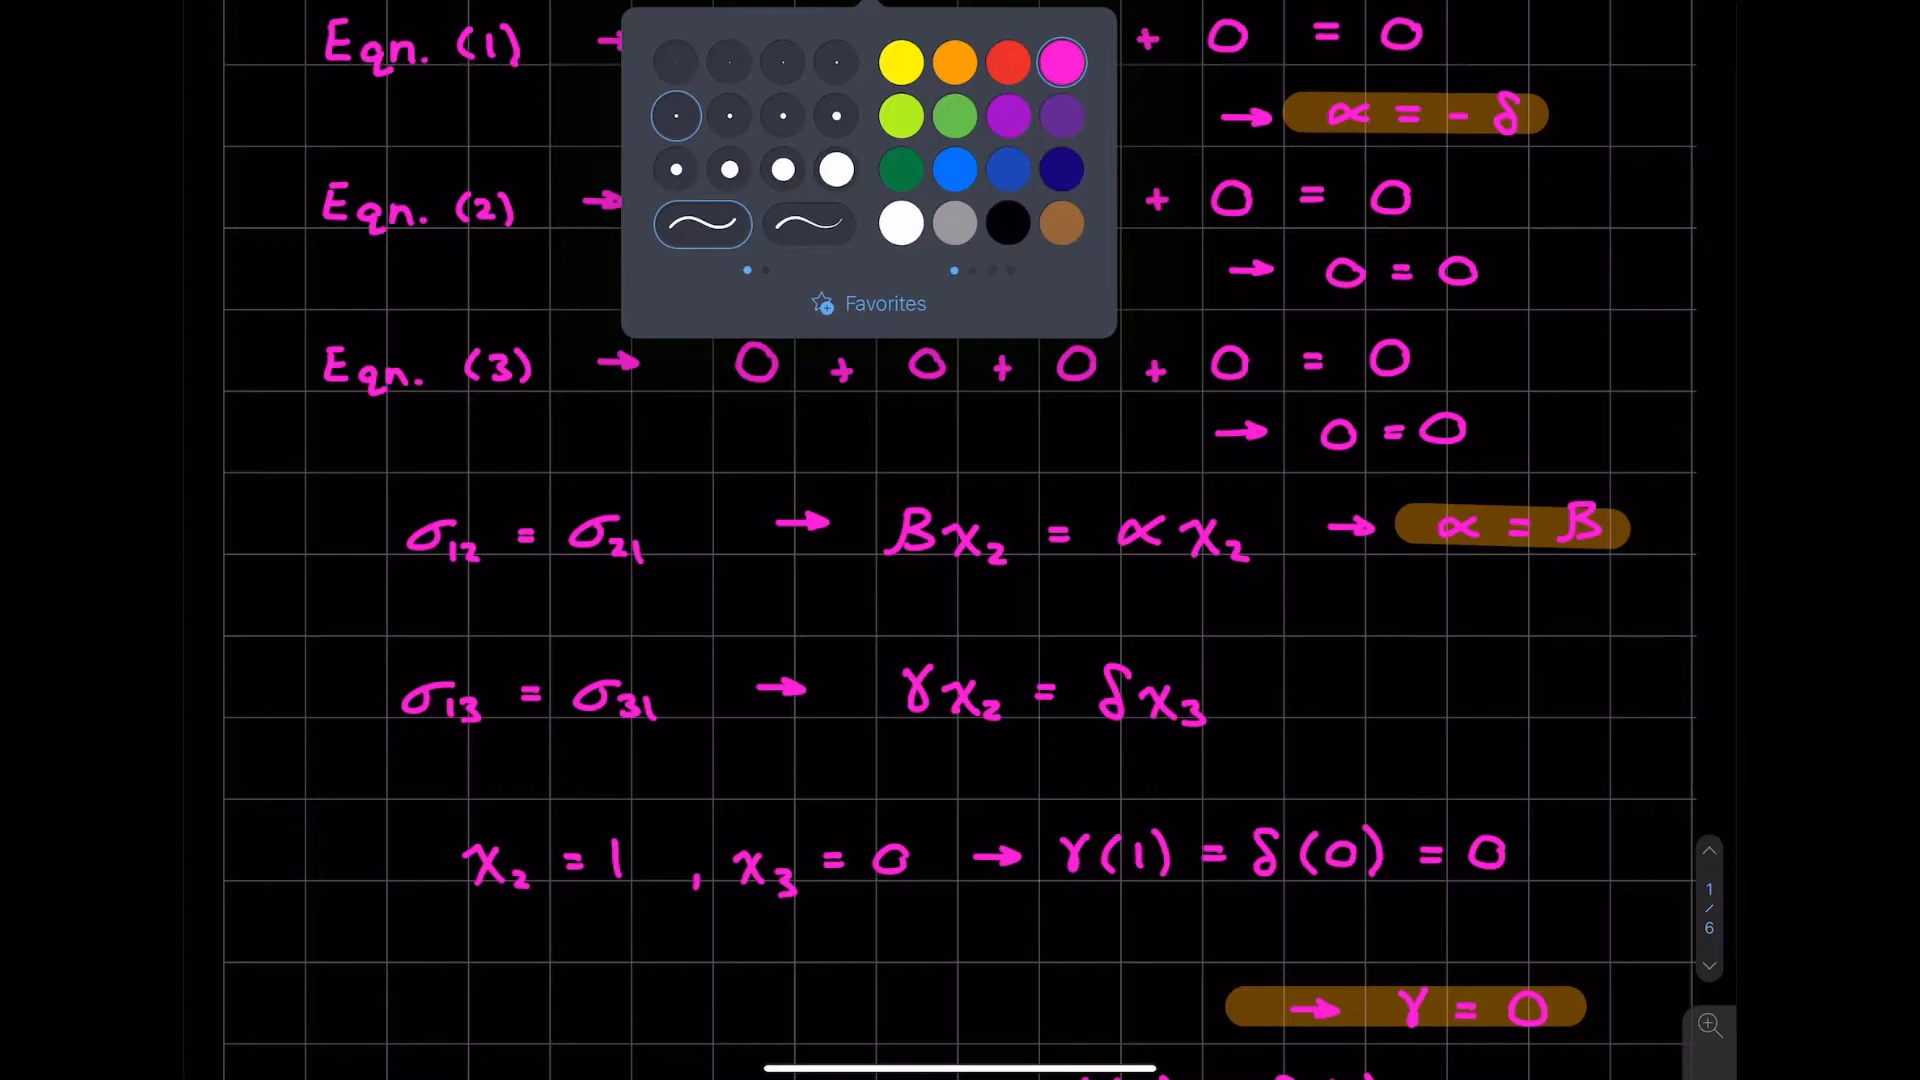 Eqn. (1) → + 0 = 0
→ α = - δ
Eqn. (2) → + 0 = 0
→ 0 = 0
Favorites
Eqn. (3) → 0 + 0 + 0 + 0 = 0
→ 0 = 0
σ₁₂ = σ₂₁ → βx₂ = αx₂ → α = β
σ₁₃ = σ₃₁ → γx₂ = δx₃
x₂ = 1 , x₃ = 0 → γ(1) = δ(0) = 0
→ γ = 0
1
/
6